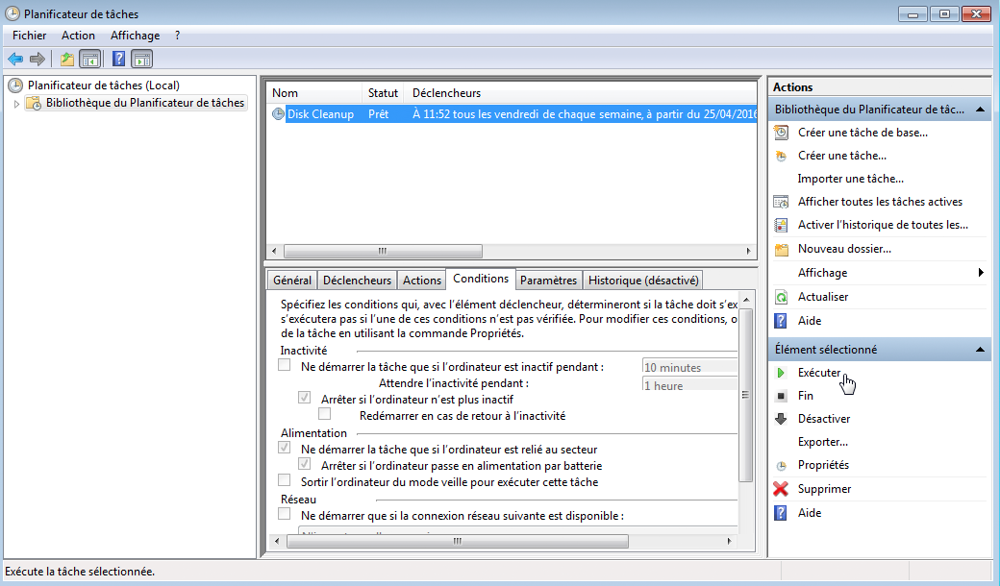 Planificateur de tâches
Fichier Action Affichage ?
Planificateur de tâches (Local)
Bibliothèque du Planificateur de tâches
Nom Statut Déclencheurs
Disk Cleanup Prêt À 11:52 tous les vendredi de chaque semaine, à partir du 25/04/2016
Général Déclencheurs Actions Conditions Paramètres Historique (désactivé)
Spécifiez les conditions qui, avec l'élément déclencheur, détermineront si la tâche doit s'ex
s'exécutera pas si l'une de ces conditions n'est pas vérifiée. Pour modifier ces conditions, o
de la tâche en utilisant la commande Propriétés.
Inactivité
Ne démarrer la tâche que si l'ordinateur est inactif pendant : 10 minutes
Attendre l'inactivité pendant : 1 heure
Arrêter si l'ordinateur n'est plus inactif
Redémarrer en cas de retour à l'inactivité
Alimentation
Ne démarrer la tâche que si l'ordinateur est relié au secteur
Arrêter si l'ordinateur passe en alimentation par batterie
Sortir l'ordinateur du mode veille pour exécuter cette tâche
Réseau
Ne démarrer que si la connexion réseau suivante est disponible :
Actions
Bibliothèque du Planificateur de tâc...
Créer une tâche de base...
Créer une tâche...
Importer une tâche...
Afficher toutes les tâches actives
Activer l'historique de toutes les...
Nouveau dossier...
Affichage
Actualiser
Aide
Élément sélectionné
Exécuter
Fin
Désactiver
Exporter...
Propriétés
Supprimer
Aide
Exécute la tâche sélectionnée.